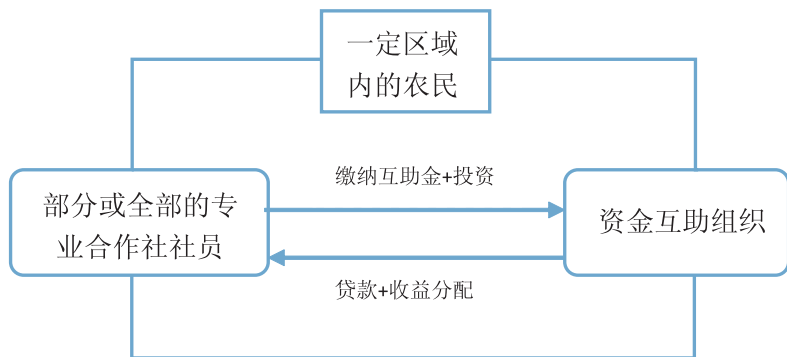 一定区域
内的农民
缴纳互助金+投资
部分或全部的专
业合作社社员
资金互助组织
贷款+收益分配